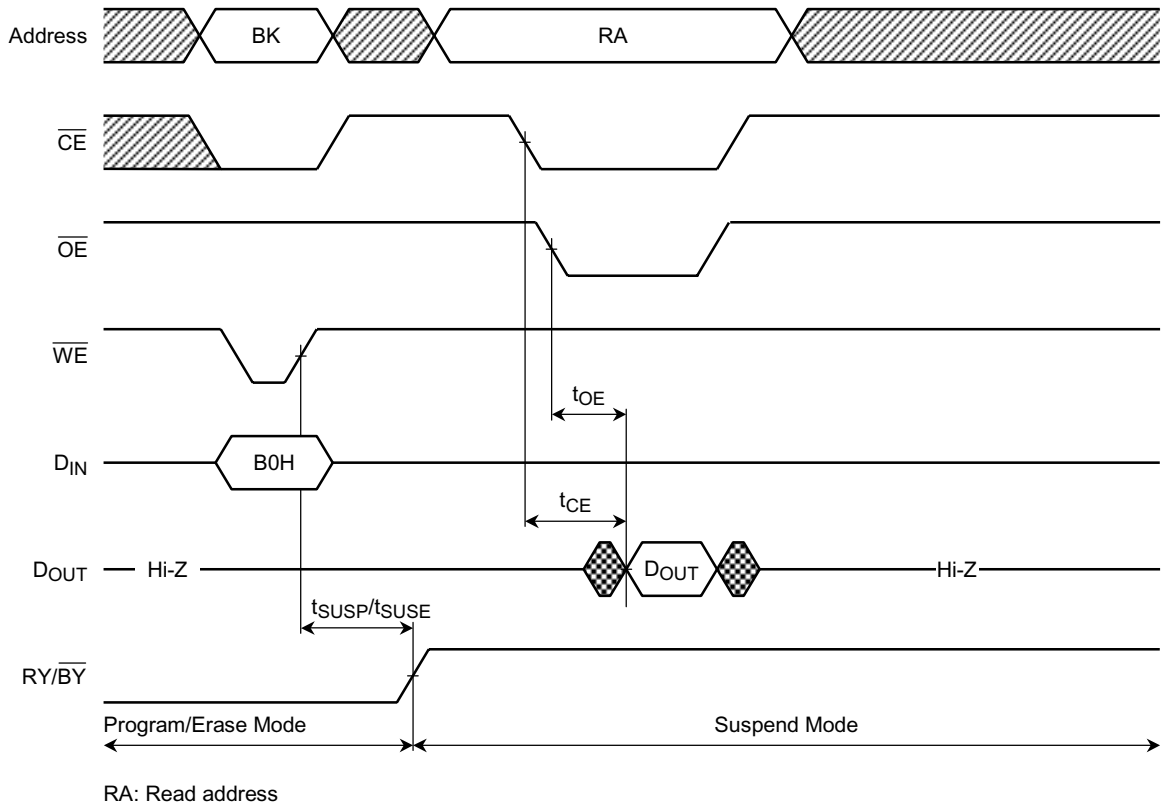 Address BK RA
CE
OE
WE
tOE
DIN B0H
tCE
DOUT Hi-Z DOUT Hi-Z
tSUSP/tSUSE
RY/BY
Program/Erase Mode Suspend Mode
RA: Read address